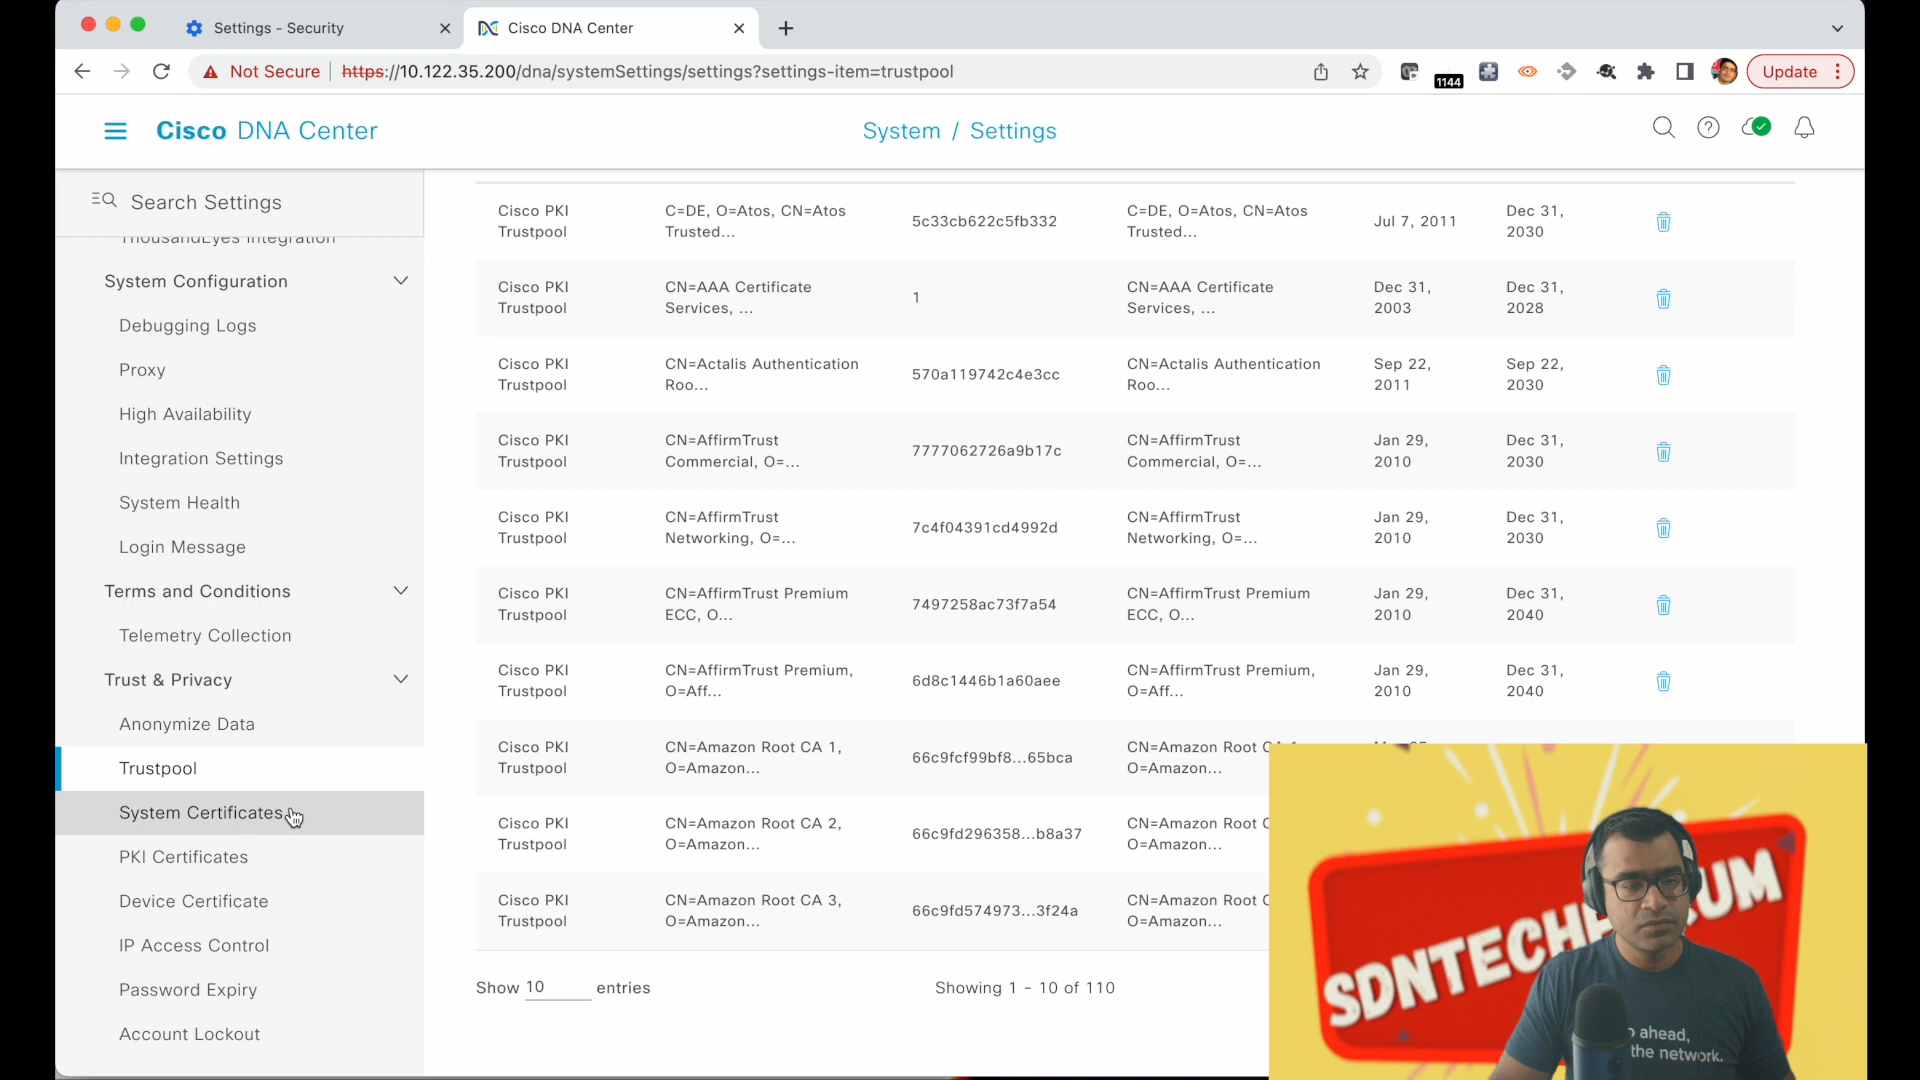 Settings - Security
Cisco DNA Center
Not Secure
https://10.122.35.200/dna/systemSettings/settings?settings-item=trustpool
1144
Update
Cisco DNA Center
System / Settings
Search Settings
ThousandEyes Integration
System Configuration
Debugging Logs
Proxy
High Availability
Integration Settings
System Health
Login Message
Terms and Conditions
Telemetry Collection
Trust & Privacy
Anonymize Data
Trustpool
System Certificates
PKI Certificates
Device Certificate
IP Access Control
Password Expiry
Account Lockout
Cisco PKI
Trustpool
C=DE, O=Atos, CN=Atos
Trusted...
5c33cb622c5fb332
C=DE, O=Atos, CN=Atos
Trusted...
Jul 7, 2011
Dec 31,
2030
Cisco PKI
Trustpool
CN=AAA Certificate
Services, ...
1
CN=AAA Certificate
Services, ...
Dec 31,
2003
Dec 31,
2028
Cisco PKI
Trustpool
CN=Actalis Authentication
Roo...
570a119742c4e3cc
CN=Actalis Authentication
Roo...
Sep 22,
2011
Sep 22,
2030
Cisco PKI
Trustpool
CN=AffirmTrust
Commercial, O=...
7777062726a9b17c
CN=AffirmTrust
Commercial, O=...
Jan 29,
2010
Dec 31,
2030
Cisco PKI
Trustpool
CN=AffirmTrust
Networking, O=...
7c4f04391cd4992d
CN=AffirmTrust
Networking, O=...
Jan 29,
2010
Dec 31,
2030
Cisco PKI
Trustpool
CN=AffirmTrust Premium
ECC, O...
7497258ac73f7a54
CN=AffirmTrust Premium
ECC, O...
Jan 29,
2010
Dec 31,
2040
Cisco PKI
Trustpool
CN=AffirmTrust Premium,
O=Aff...
6d8c1446b1a60aee
CN=AffirmTrust Premium,
O=Aff...
Jan 29,
2010
Dec 31,
2040
Cisco PKI
Trustpool
CN=Amazon Root CA 1,
O=Amazon...
66c9fcf99bf8...65bca
CN=Amazon Root
O=Amazon...
Cisco PKI
Trustpool
CN=Amazon Root CA 2,
O=Amazon...
66c9fd296358...b8a37
CN=Amazon Root
O=Amazon...
Cisco PKI
Trustpool
CN=Amazon Root CA 3,
O=Amazon...
66c9fd574973...3f24a
CN=Amazon Root
O=Amazon...
Show 10 entries
Showing 1 - 10 of 110
ahead,
the network.